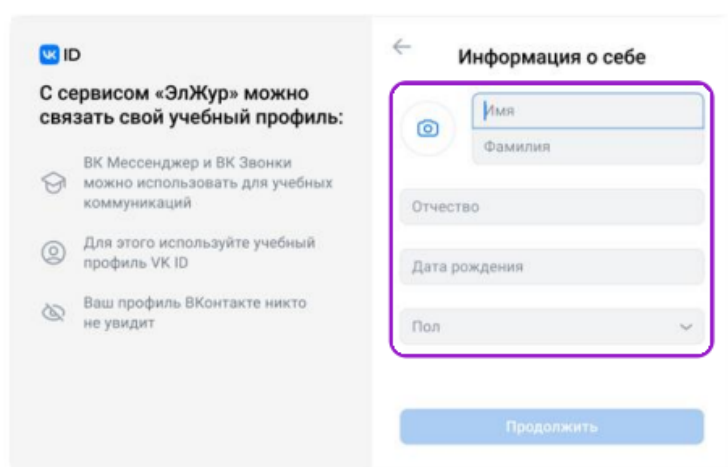 VK ID
С сервисом «ЭлЖур» можно
связать свой учебный профиль:
ВК Мессенджер и ВК Звонки
можно использовать для учебных
коммуникаций
Для этого используйте учебный
профиль VK ID
Ваш профиль ВКонтакте никто
не увидит
Информация о себе
Имя
Фамилия
Отчество
Дата рождения
Пол
Продолжить